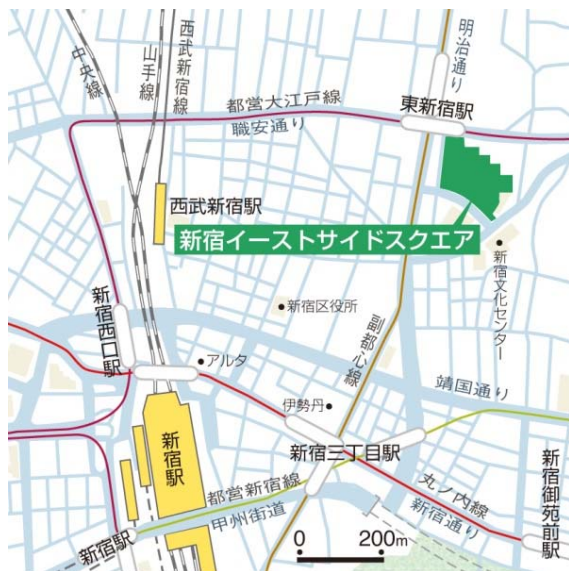 中央線
山手線
西武新宿線
明治通り
都営大江戸線
職安通り
東新宿駅
西武新宿駅
新宿イーストサイドスクエア
新宿文化センター
新宿区役所
新宿西口駅
アルタ
副都心線
靖国通り
伊勢丹
新宿駅
新宿三丁目駅
都営新宿線
甲州街道
丸ノ内線
新宿通り
新宿御苑前駅
新宿駅
0 200m